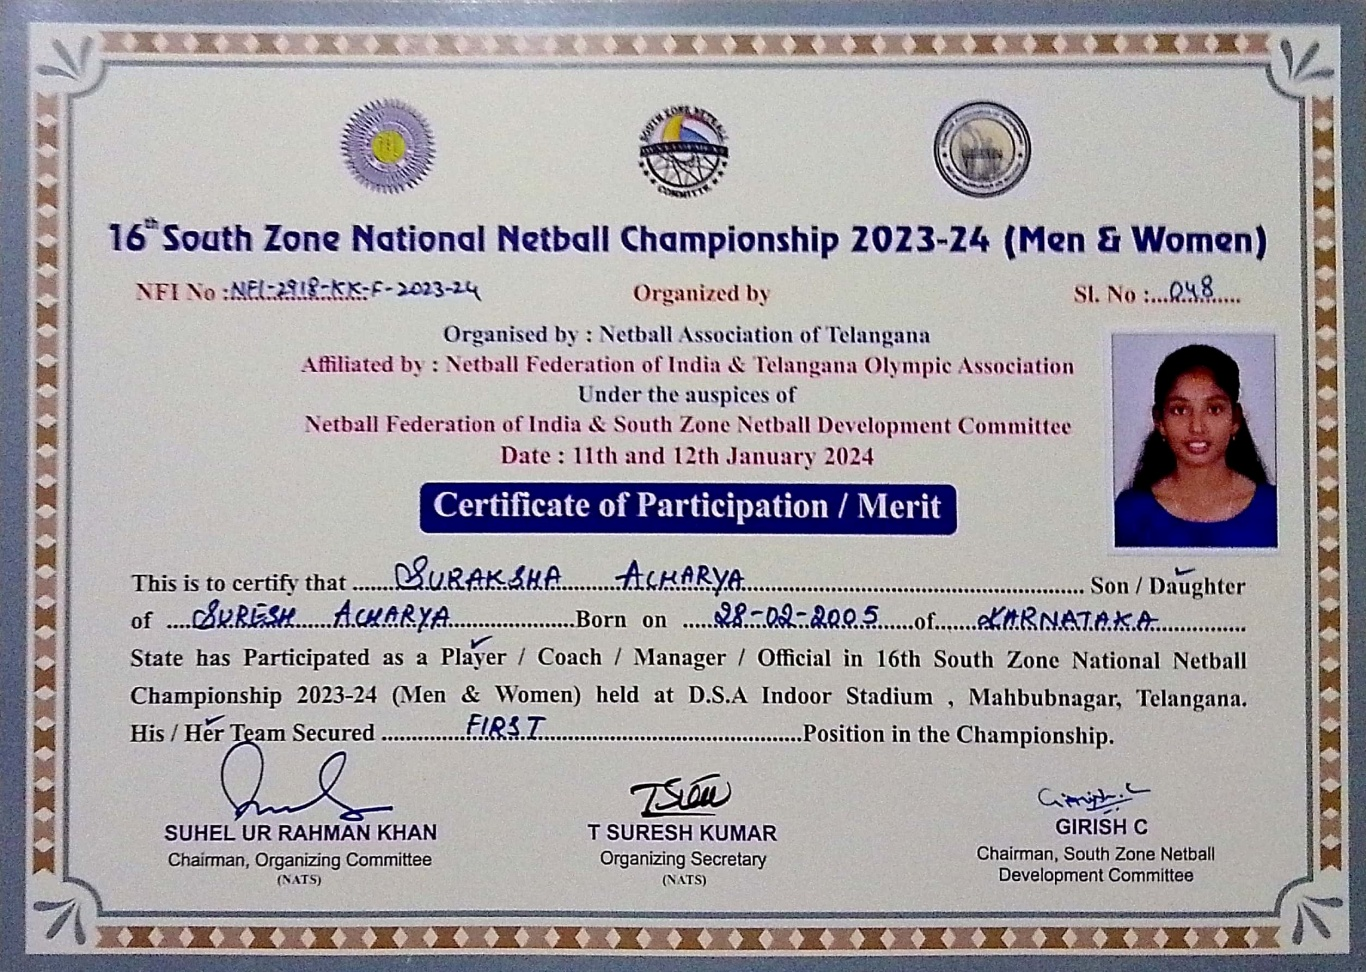 SOUTH ZONE NETBALL
COMMITTE
16th South Zone National Netball Championship 2023-24 (Men & Women)
NFI No : NFI-2918-KK-F-2023-24 Organized by Sl. No :...048......
Organised by : Netball Association of Telangana
Affiliated by : Netball Federation of India & Telangana Olympic Association
Under the auspices of
Netball Federation of India & South Zone Netball Development Committee
Date : 11th and 12th January 2024
Certificate of Participation / Merit
This is to certify that SURAKSHA ACHARYA Son / Daughter
of SURESH ACHARYA Born on 28-02-2005 of KARNATAKA
State has Participated as a Player / Coach / Manager / Official in 16th South Zone National Netball
Championship 2023-24 (Men & Women) held at D.S.A Indoor Stadium , Mahbubnagar, Telangana.
His / Her Team Secured FIRST Position in the Championship.
Girish.C
SUHEL UR RAHMAN KHAN T SURESH KUMAR GIRISH C
Chairman, Organizing Committee Organizing Secretary Chairman, South Zone Netball
(NATS) (NATS) Development Committee